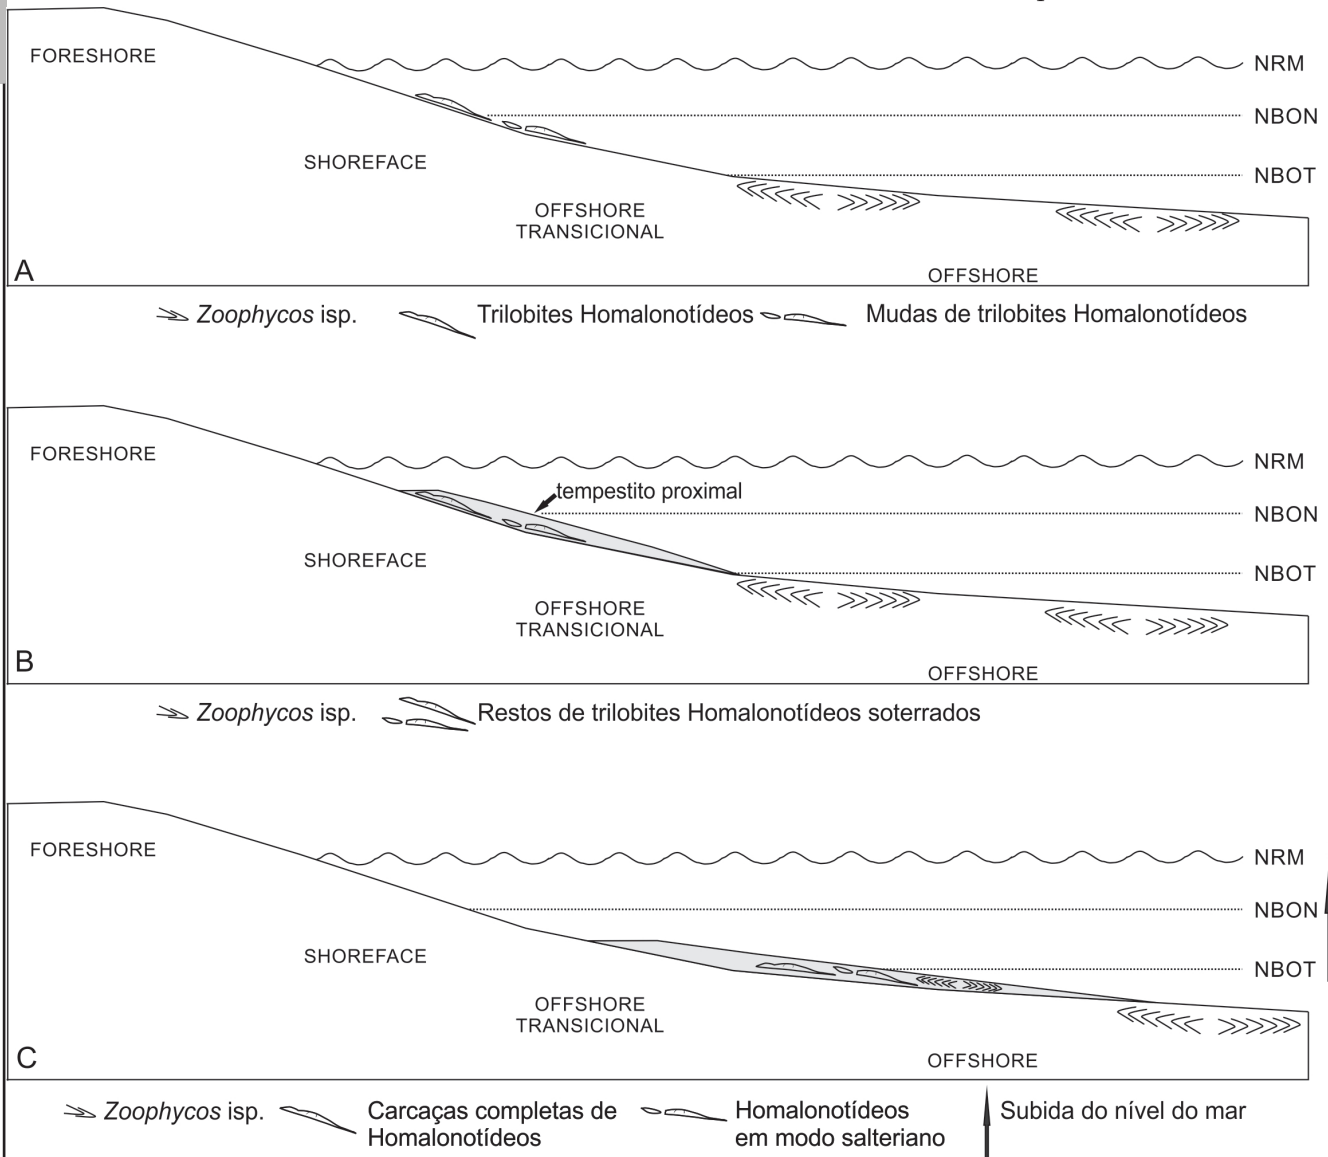 FORESHORE
NRM
NBON
SHOREFACE
NBOT
OFFSHORE
TRANSICIONAL
A
OFFSHORE
Zoophycos isp. Trilobites Homalonotídeos Mudas de trilobites Homalonotídeos
FORESHORE
NRM
tempestito proximal
NBON
SHOREFACE
NBOT
OFFSHORE
TRANSICIONAL
B
OFFSHORE
Zoophycos isp. Restos de trilobites Homalonotídeos soterrados
FORESHORE
NRM
NBON
SHOREFACE
NBOT
OFFSHORE
TRANSICIONAL
C
OFFSHORE
Zoophycos isp. Carcaças completas de Homalonotídeos Subida do nível do mar
Homalonotídeos em modo salteriano